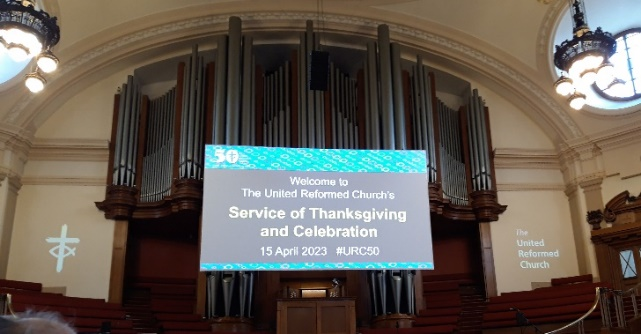 50
Welcome to
The United Reformed Church's
Service of Thanksgiving
and Celebration
15 April 2023 #URC50
The
United
Reformed
Church